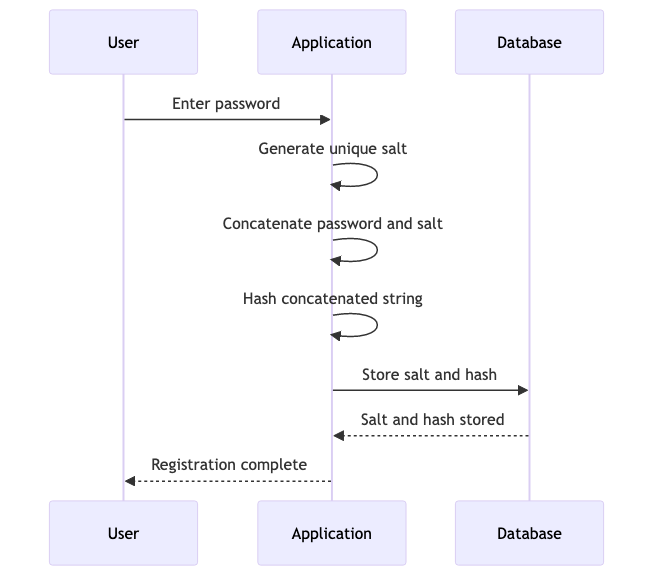 User
Application
Database
Enter password
Generate unique salt
Concatenate password and salt
Hash concatenated string
Store salt and hash
Salt and hash stored
Registration complete
User
Application
Database